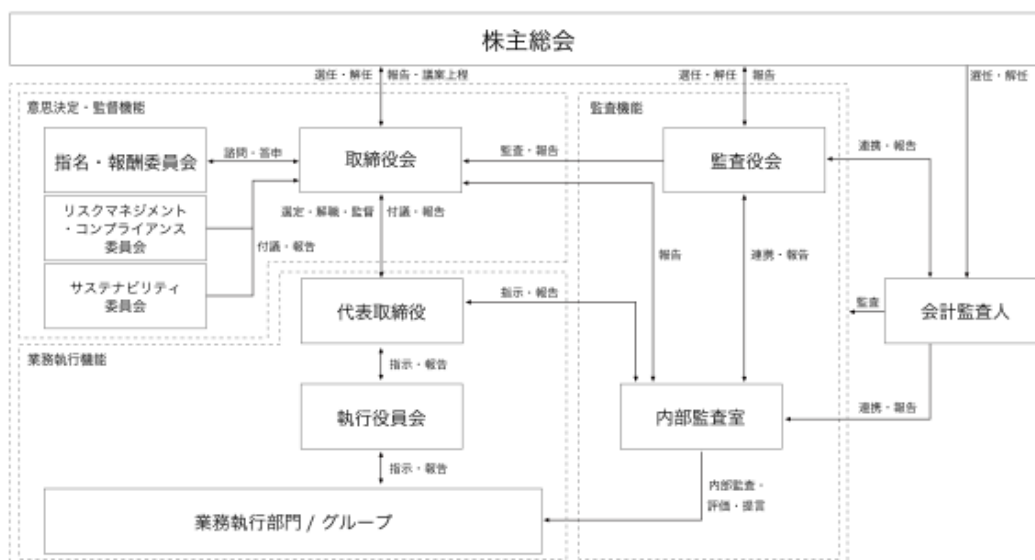 株主総会
選任・解任 報告・議案上程
選任・解任 報告
選任・解任
意思決定・監督機能
監査機能
指名・報酬委員会
諮問・答申
取締役会
監査・報告
監査役会
連携・報告
リスクマネジメント
・コンプライアンス
委員会
選定・解職・監督 付議・報告
付議・報告
報告
連携・報告
サステナビリティ
委員会
代表取締役
指示・報告
監査
会計監査人
業務執行機能
指示・報告
執行役員会
内部監査室
連携・報告
指示・報告
内部監査・
評価・提言
業務執行部門 / グループ